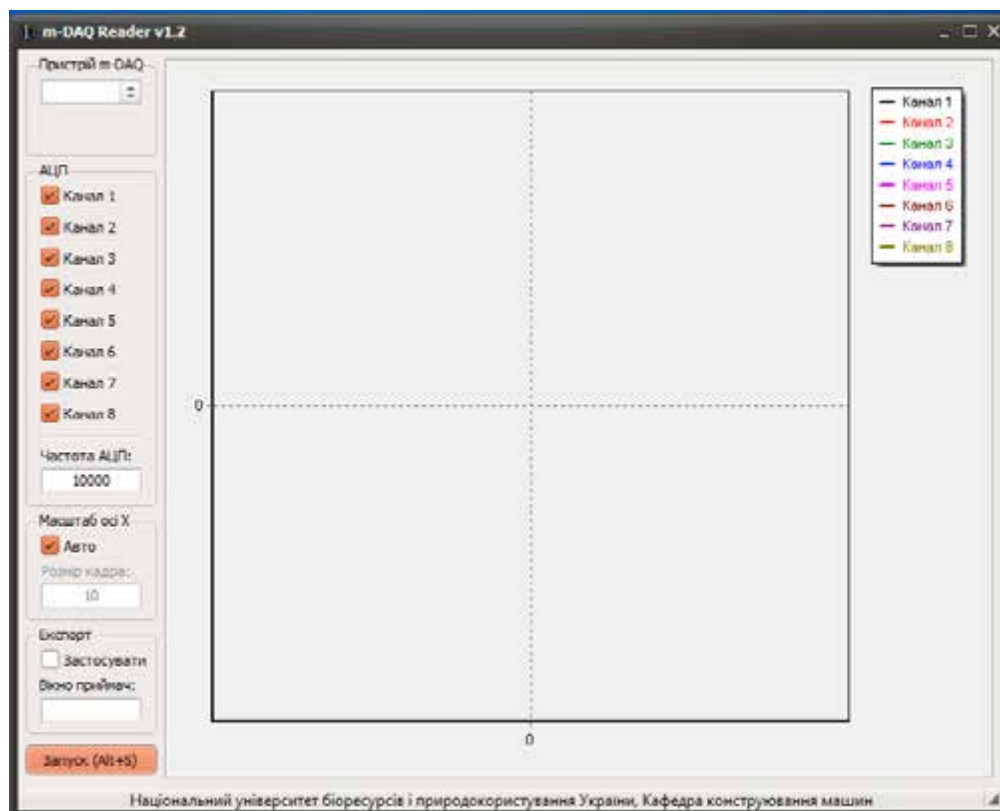 m-DAQ Reader v1.2
Пристрій m-DAQ
АЦП
Канал 1
Канал 2
Канал 3
Канал 4
Канал 5
Канал 6
Канал 7
Канал 8
Частота АЦП:
10000
Масштаб осі X
Авто
Розмір кадра:
10
Експорт
Застосувати
Вікно приймач:
Запуск (Alt+S)
0
0
Канал 1
Канал 2
Канал 3
Канал 4
Канал 5
Канал 6
Канал 7
Канал 8
Національний університет біоресурсів і природокористування України, Кафедра конструювання машин